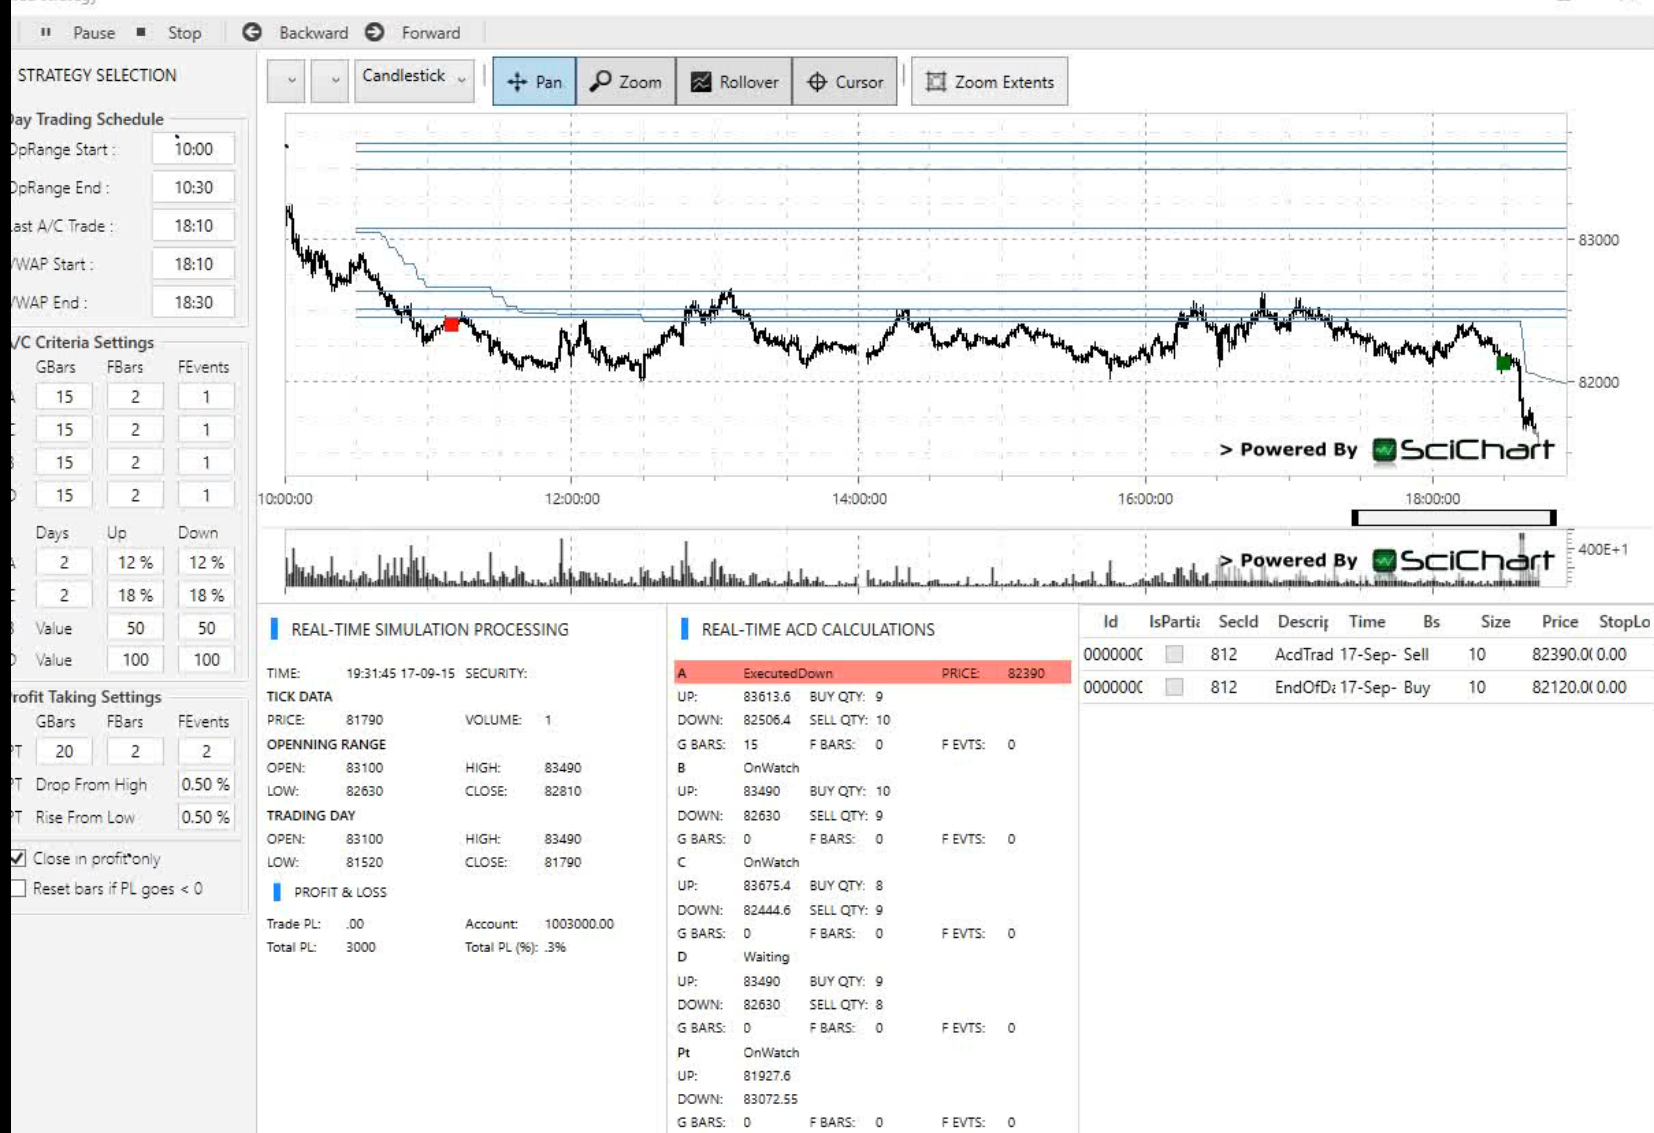 Pause Stop Backward Forward
STRATEGY SELECTION
Day Trading Schedule
OpRange Start : 10:00
OpRange End : 10:30
Last A/C Trade : 18:10
VWAP Start : 18:10
VWAP End : 18:30
A/C Criteria Settings
GBars FBars FEvents
15 2 1
15 2 1
15 2 1
15 2 1
Days Up Down
2 12 % 12 %
2 18 % 18 %
Value 50 50
Value 100 100
Profit Taking Settings
GBars FBars FEvents
PT 20 2 2
PT Drop From High 0.50 %
PT Rise From Low 0.50 %
Close in profit only
Reset bars if PL goes < 0
Candlestick Pan Zoom Rollover Cursor Zoom Extents
83000
82000
> Powered By SciChart
10:00:00 12:00:00 14:00:00 16:00:00 18:00:00
400E+1
> Powered By SciChart
REAL-TIME SIMULATION PROCESSING
TIME: 19:31:45 17-09-15 SECURITY:
TICK DATA
PRICE: 81790 VOLUME: 1
OPENNING RANGE
OPEN: 83100 HIGH: 83490
LOW: 82630 CLOSE: 82810
TRADING DAY
OPEN: 83100 HIGH: 83490
LOW: 81520 CLOSE: 81790
PROFIT & LOSS
Trade PL: .00 Account: 1003000.00
Total PL: 3000 Total PL (%): .3%
REAL-TIME ACD CALCULATIONS
A ExecutedDown PRICE: 82390
UP: 83613.6 BUY QTY: 9
DOWN: 82506.4 SELL QTY: 10
G BARS: 15 F BARS: 0 F EVTS: 0
B OnWatch
UP: 83490 BUY QTY: 10
DOWN: 82630 SELL QTY: 9
G BARS: 0 F BARS: 0 F EVTS: 0
C OnWatch
UP: 83675.4 BUY QTY: 8
DOWN: 82444.6 SELL QTY: 9
G BARS: 0 F BARS: 0 F EVTS: 0
D Waiting
UP: 83490 BUY QTY: 9
DOWN: 82630 SELL QTY: 8
G BARS: 0 F BARS: 0 F EVTS: 0
Pt OnWatch
UP: 81927.6
DOWN: 83072.55
G BARS: 0 F BARS: 0 F EVTS: 0
Id IsPartia SecId Descrip Time Bs Size Price StopLo
000000( 812 AcdTrad 17-Sep- Sell 10 82390.0( 0.00
000000( 812 EndOfDa 17-Sep- Buy 10 82120.0( 0.00